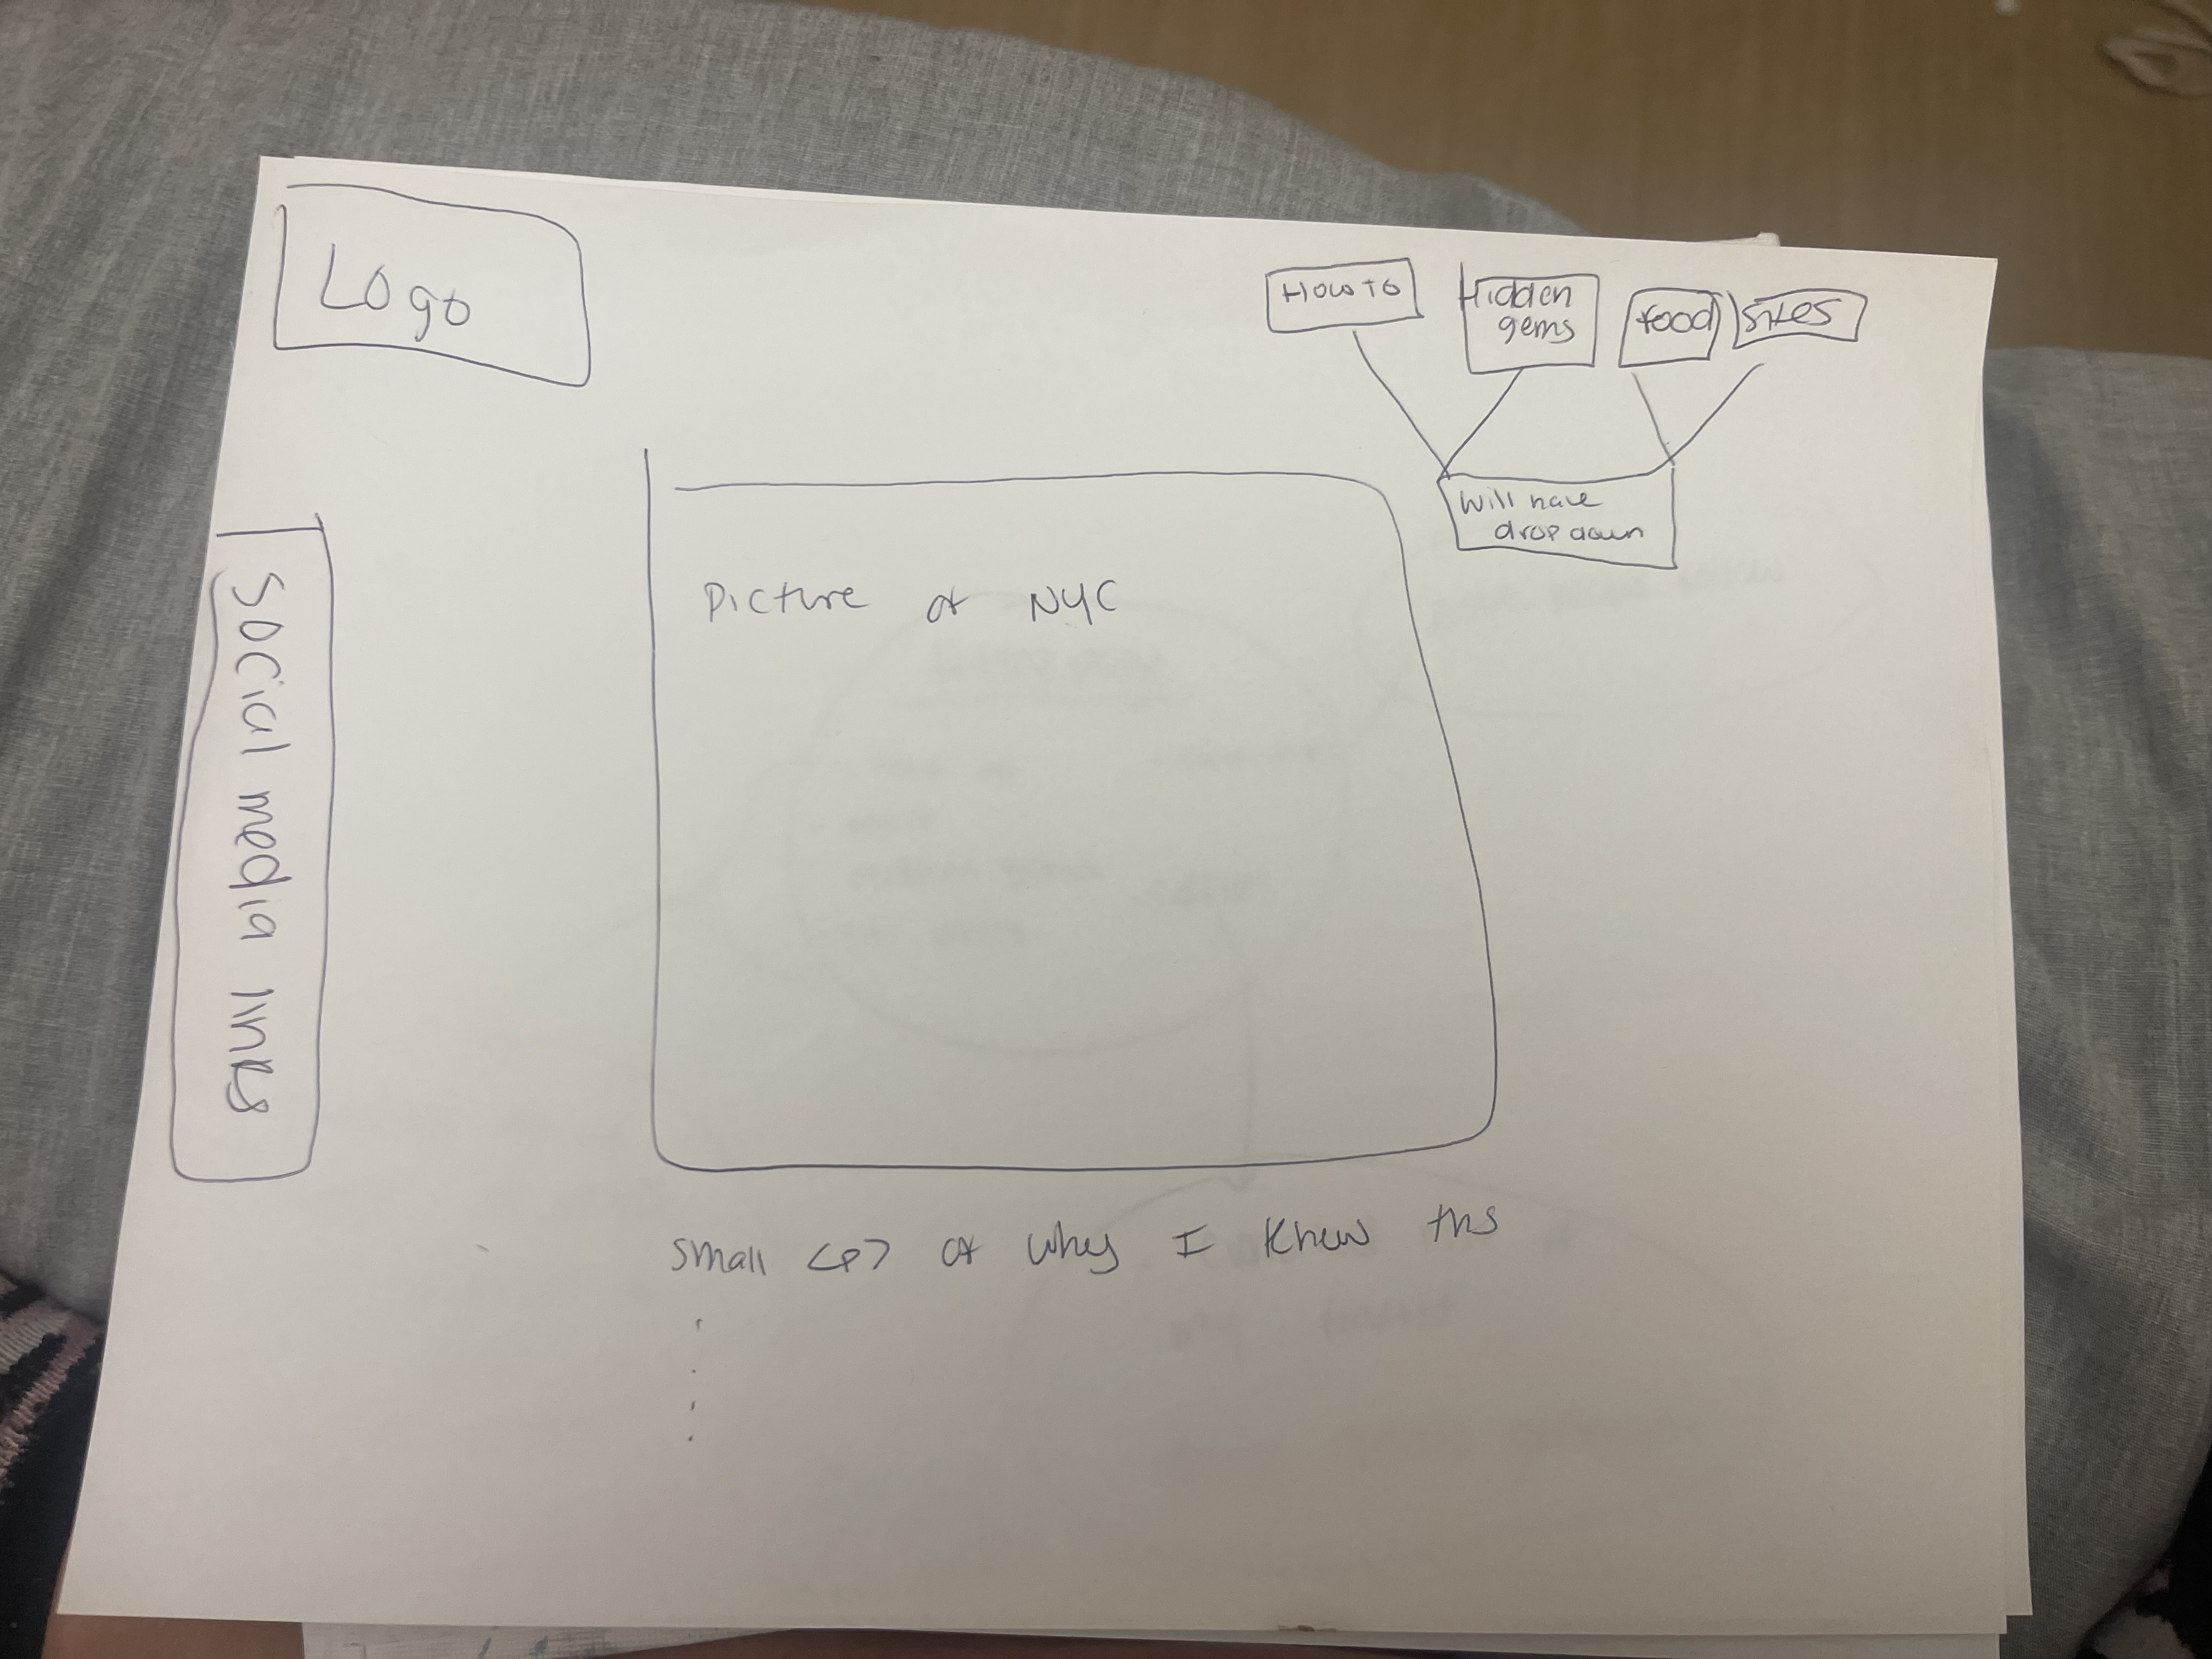 Logo
How to
Hidden
gems
food
sites
will have
drop down
social media links
Picture of NYC
small <p> of why I know this